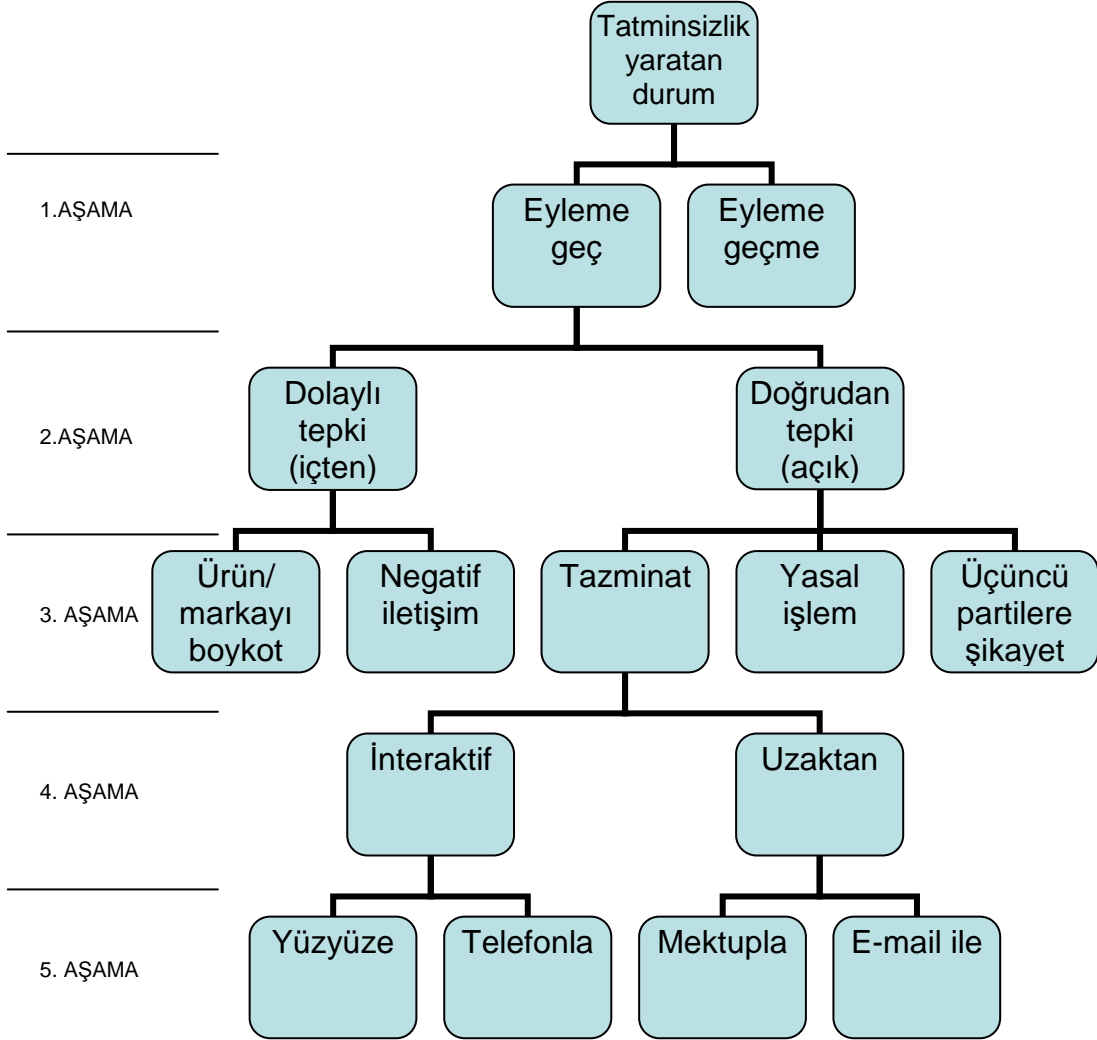 Tatminsizlik
yaratan
durum
1.AŞAMA
Eyleme
geç
Eyleme
geçme
2.AŞAMA
Dolaylı
tepki
(içten)
Doğrudan
tepki
(açık)
3. AŞAMA
Ürün/
markayı
boykot
Negatif
iletişim
Tazminat
Yasal
işlem
Üçüncü
partilere
şikayet
4. AŞAMA
İnteraktif
Uzaktan
5. AŞAMA
Yüzyüze
Telefonla
Mektupla
E-mail ile